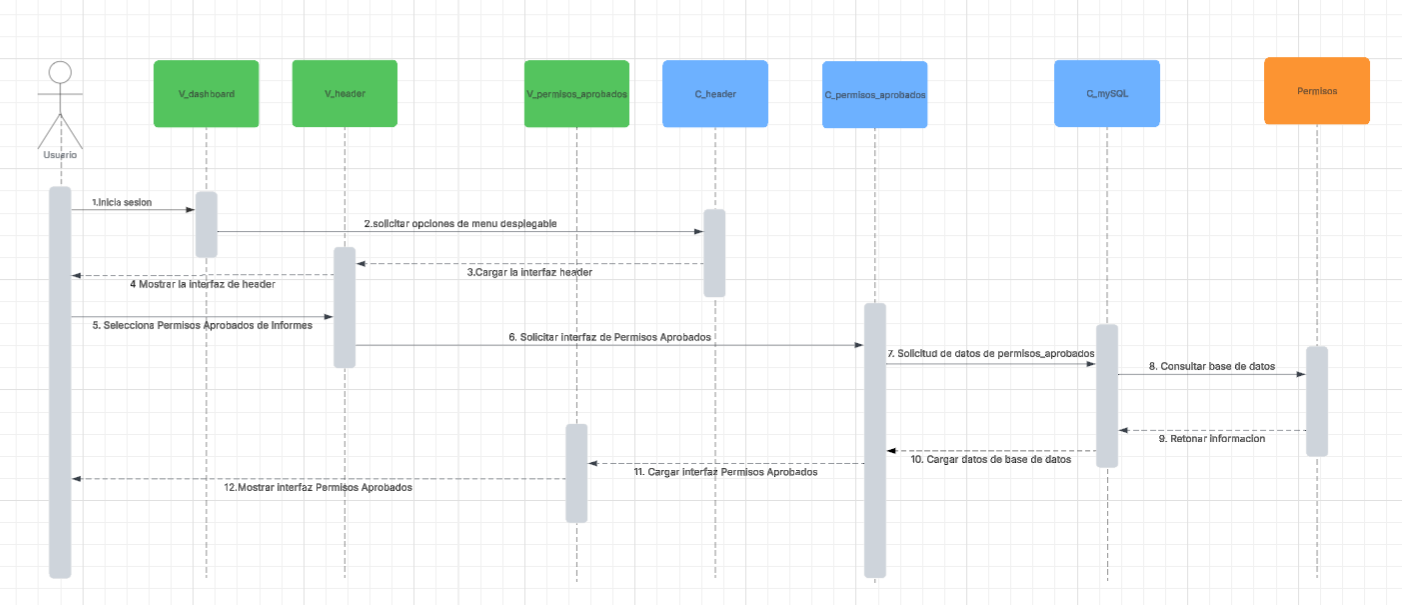 V_dashboard
V_header
V_permisos_aprobados
C_header
C_permisos_aprobados
C_mySQL
Permisos
Usuario
1.Inicia sesion
2.solicitar opciones de menu desplegable
3.Cargar la interfaz header
4 Mostrar la interfaz de header
5. Selecciona Permisos Aprobados de Informes
6. Solicitar interfaz de Permisos Aprobados
7. Solicitud de datos de permisos_aprobados
8. Consultar base de datos
9. Retonar informacion
10. Cargar datos de base de datos
11. Cargar interfaz Permisos Aprobados
12.Mostrar interfaz Permisos Aprobados